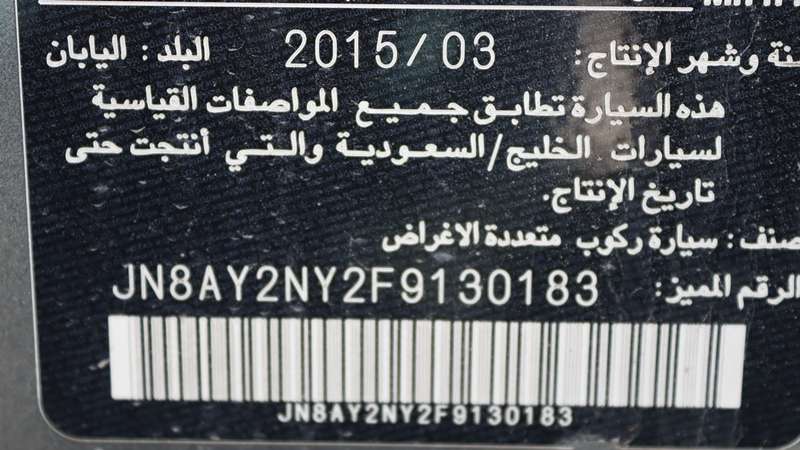 سنة وشهر الإنتاج: 2015/03 البلد: اليابان
هذه السيارة تطابق جميع المواصفات القياسية
لسيارات الخليج/السعودية والتي أنتجت حتى
تاريخ الإنتاج.
صنف: سيارة ركوب متعددة الاغراض
الرقم المميز: JN8AY2NY2F9130183
JN8AY2NY2F9130183